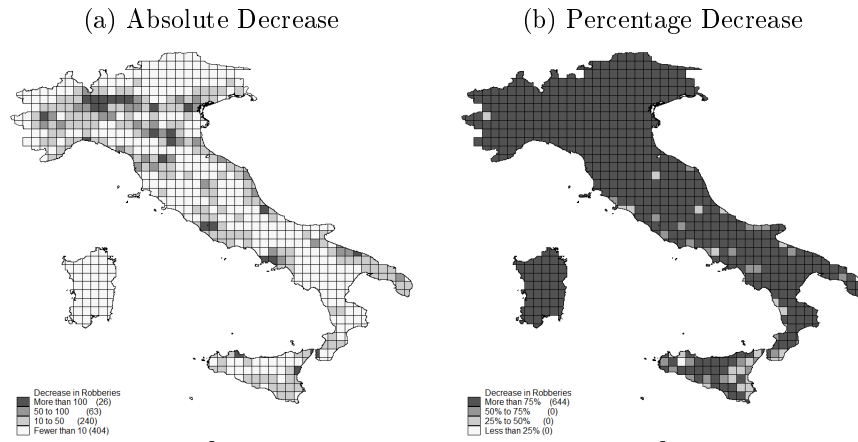 (a) Absolute Decrease
(b) Percentage Decrease
Decrease in Robberies
More than 100 (26)
50 to 100 (63)
10 to 50 (240)
Fewer than 10 (404)
Decrease in Robberies
More than 75% (644)
50% to 75% (0)
25% to 50% (0)
Less than 25% (0)